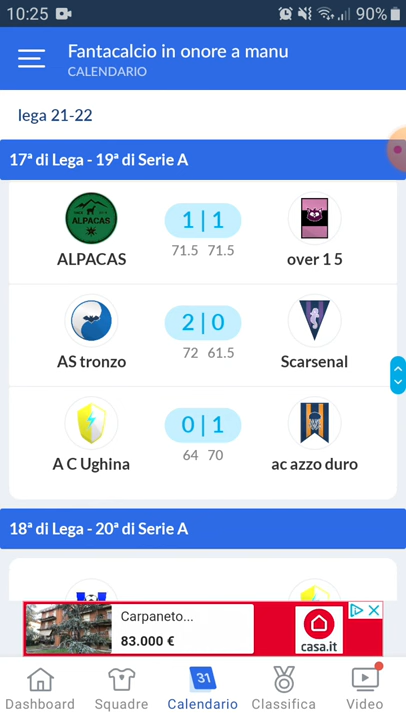 10:25
90%
Fantacalcio in onore a manu
CALENDARIO
lega 21-22
17ª di Lega - 19ª di Serie A
ALPACAS
1 | 1
71.5 71.5
ALPACAS
over 1 5
2 | 0
72 61.5
AS tronzo
Scarsenal
0 | 1
64 70
A C Ughina
ac azzo duro
18ª di Lega - 20ª di Serie A
Carpaneto...
83.000 €
casa.it
31
Dashboard
Squadre
Calendario
Classifica
Video